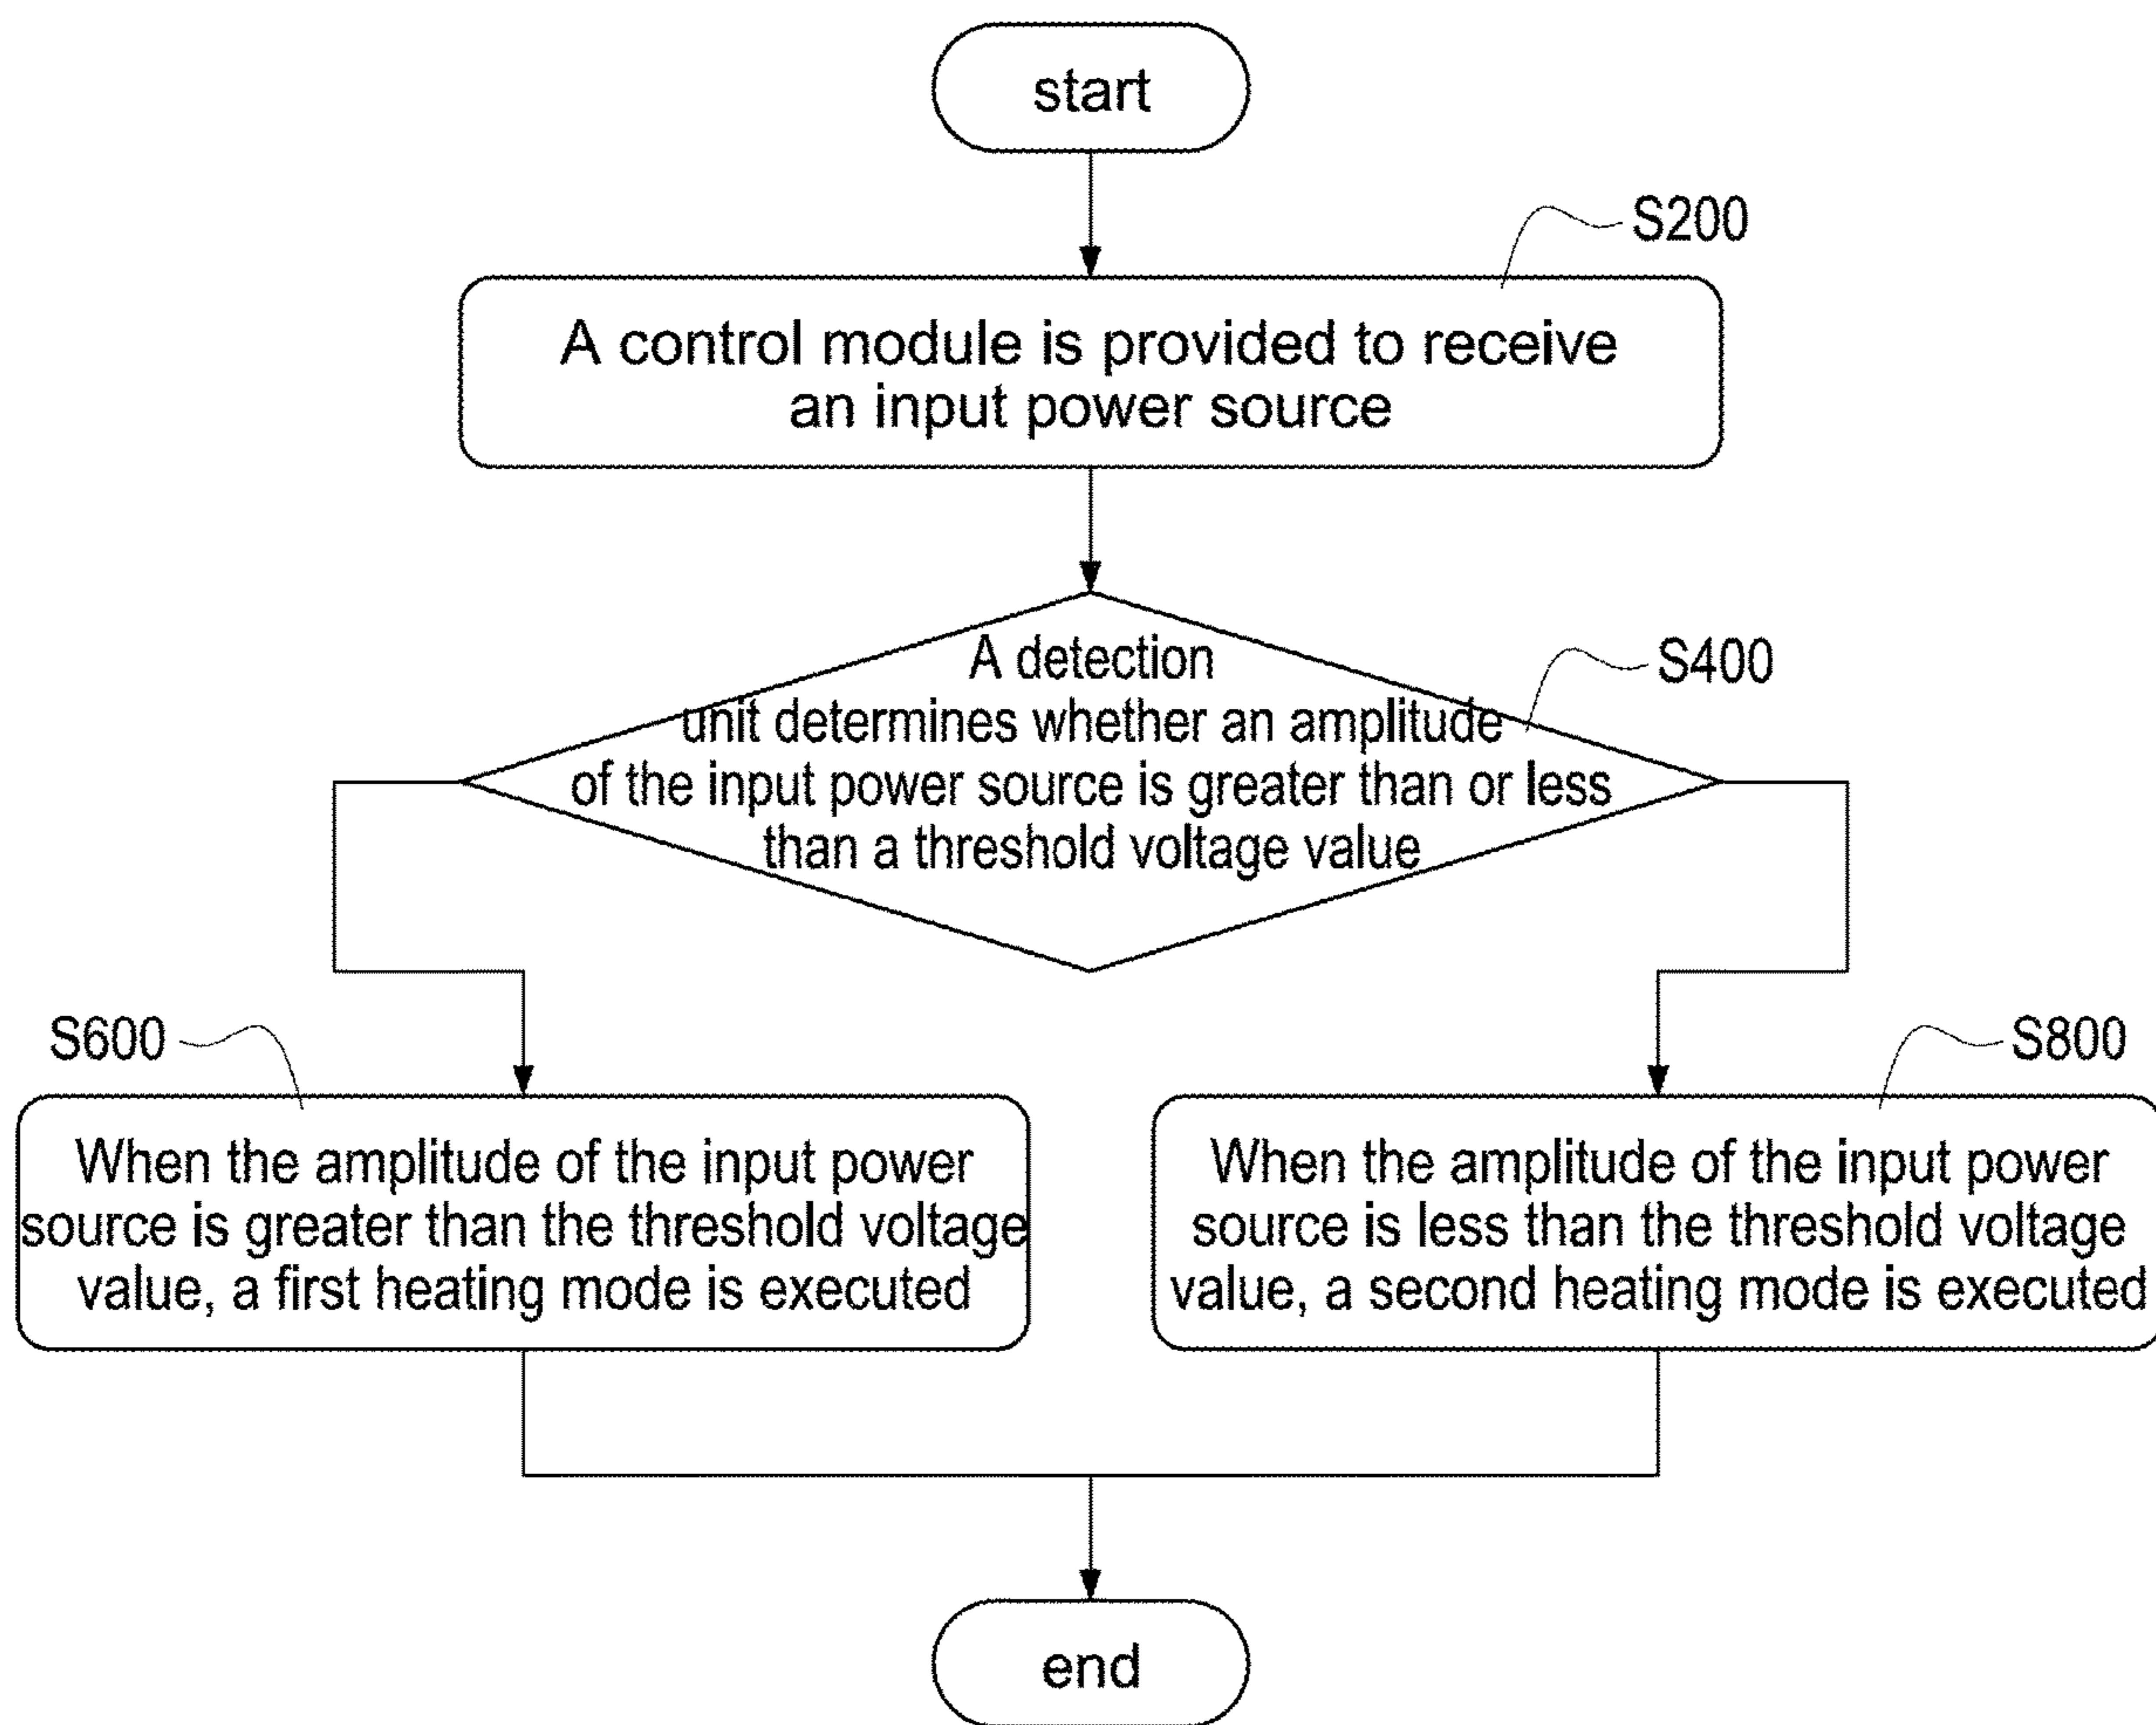 start
S200
A control module is provided to receive
an input power source
A detection
S400
unit determines whether an amplitude
of the input power source is greater than or less
than a threshold voltage value
S600
When the amplitude of the input power
source is greater than the threshold voltage
value, a first heating mode is executed
S800
When the amplitude of the input power
source is less than the threshold voltage
value, a second heating mode is executed
end